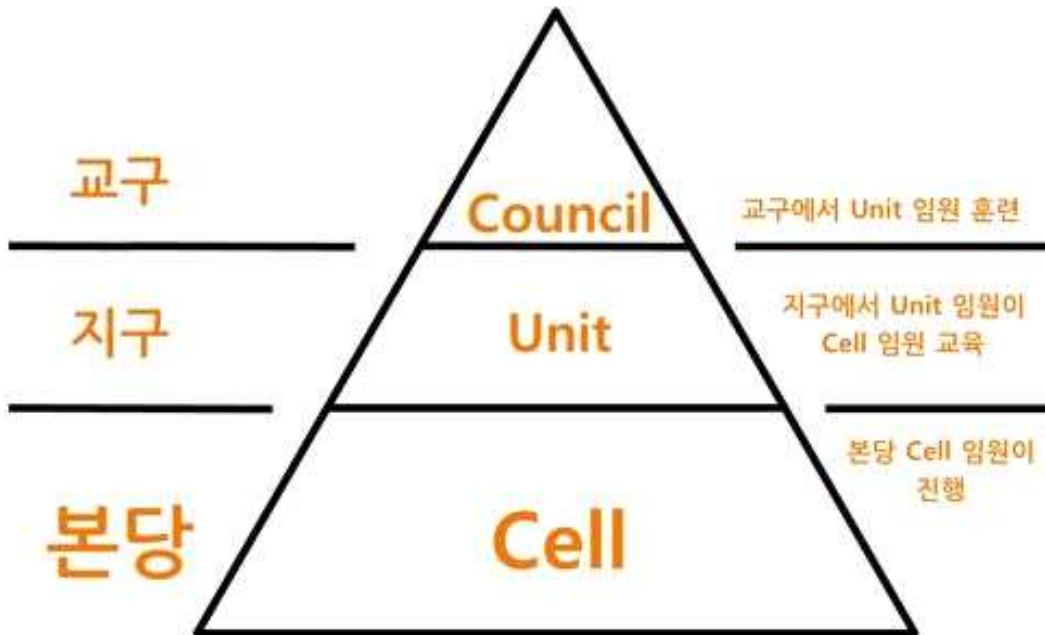 교구
Council
교구에서 Unit 임원 훈련
지구
Unit
지구에서 Unit 임원이
Cell 임원 교육
본당
Cell
본당 Cell 임원이
진행